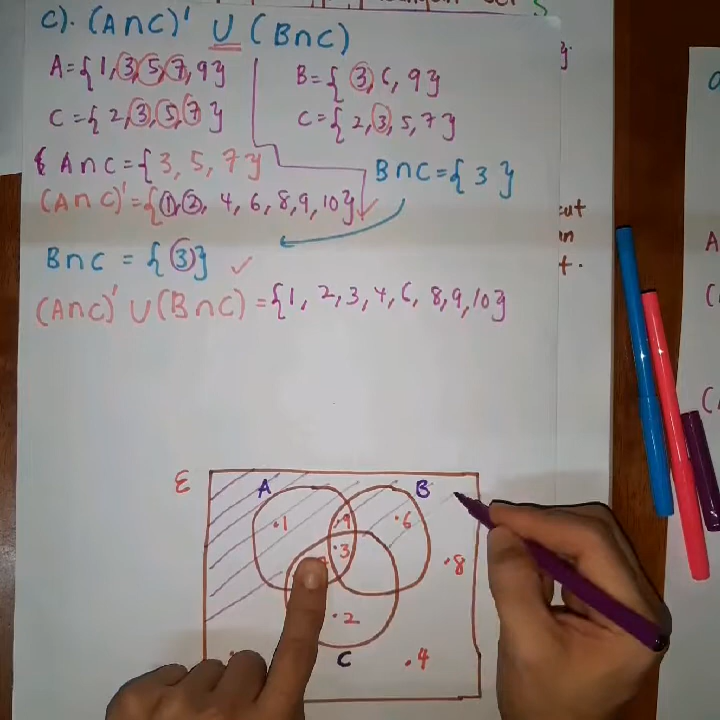 c). (A∩C)' ∪ (B∩C)
A={1,3,5,7,9}
B={3,6,9}
C={2,3,5,7}
C={2,3,5,7}
A∩C={3,5,7}
B∩C={3}
(A∩C)'={1,2,4,6,8,9,10}
B∩C={3}
(A∩C)' ∪ (B∩C) = {1,2,3,4,6,8,9,10}
ε
A
B
.1
.9
.6
.3
.8
.2
C
.4